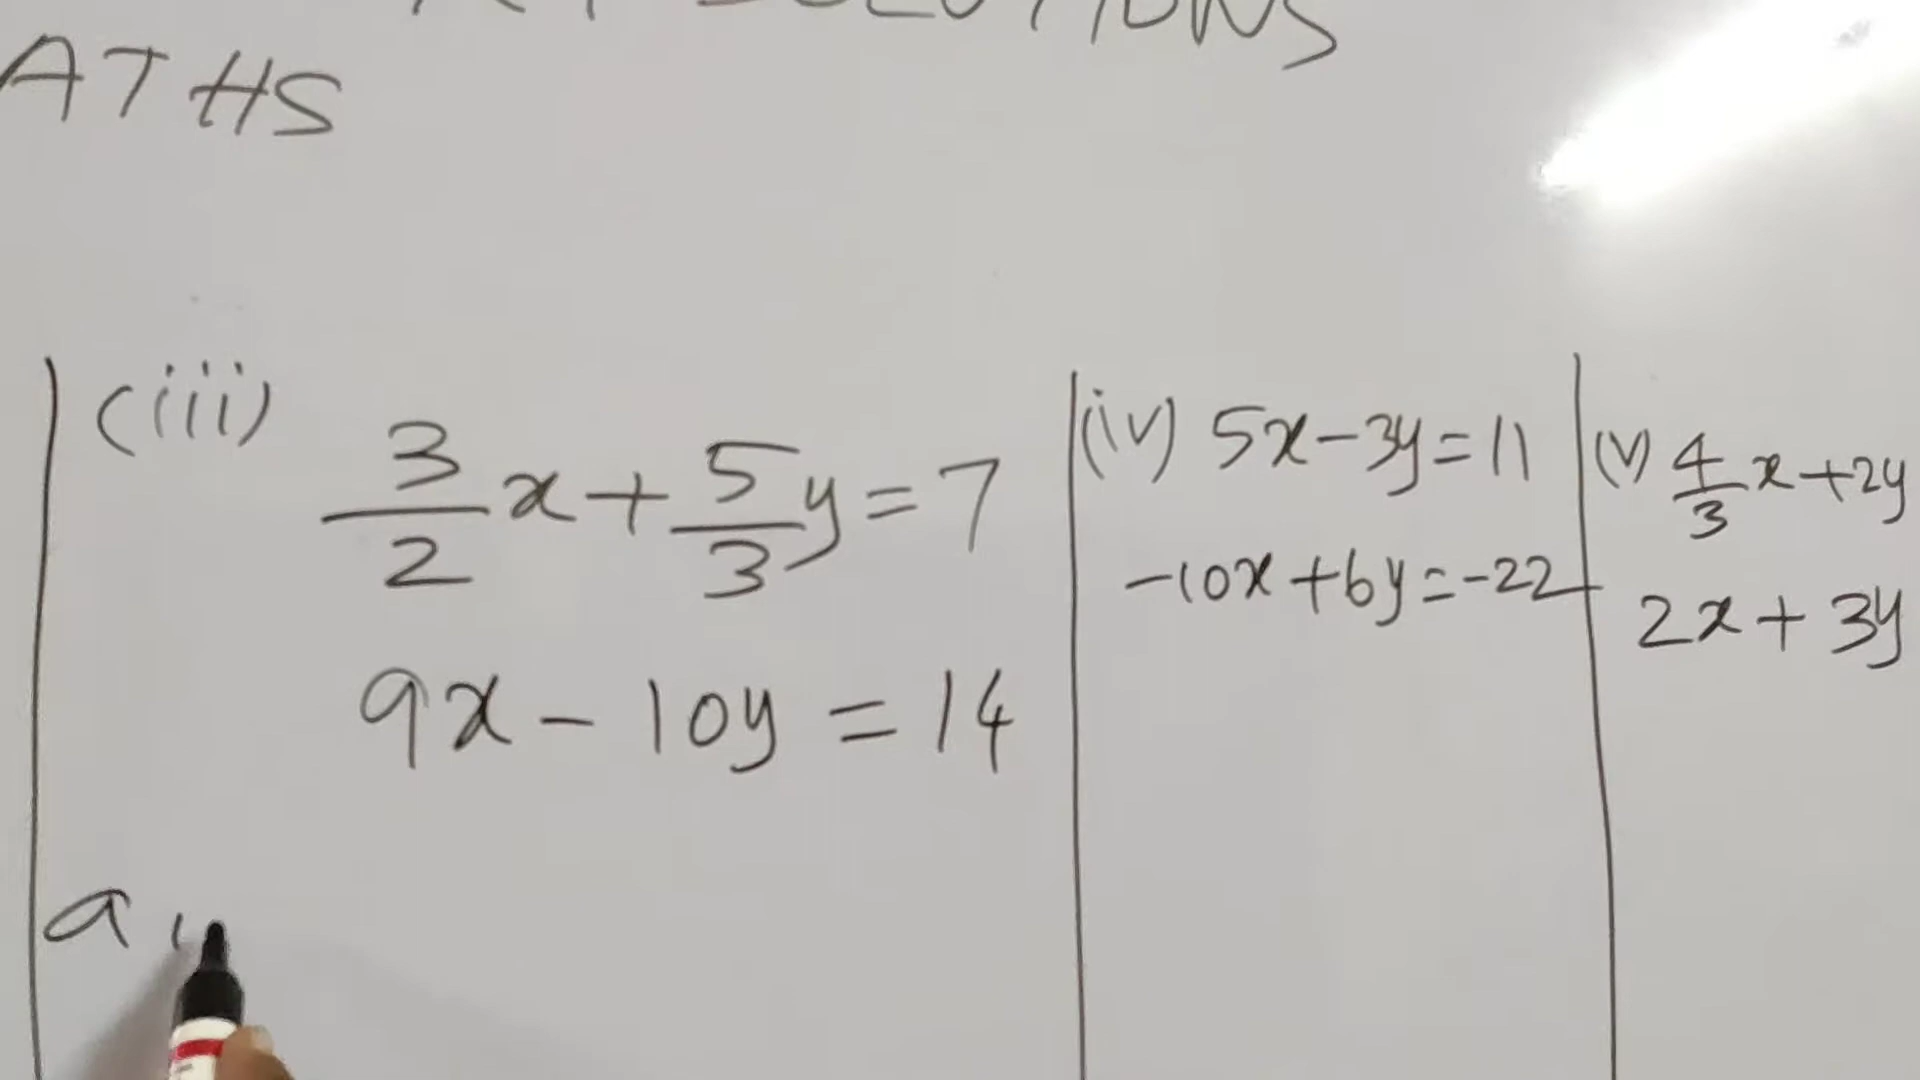 SOLUTIONS
ATHS
(iii) 3/2 x + 5/3 y = 7
9x - 10y = 14
a
(iv) 5x - 3y = 11
-10x + 6y = -22
(v) 4/3 x + 2y
2x + 3y